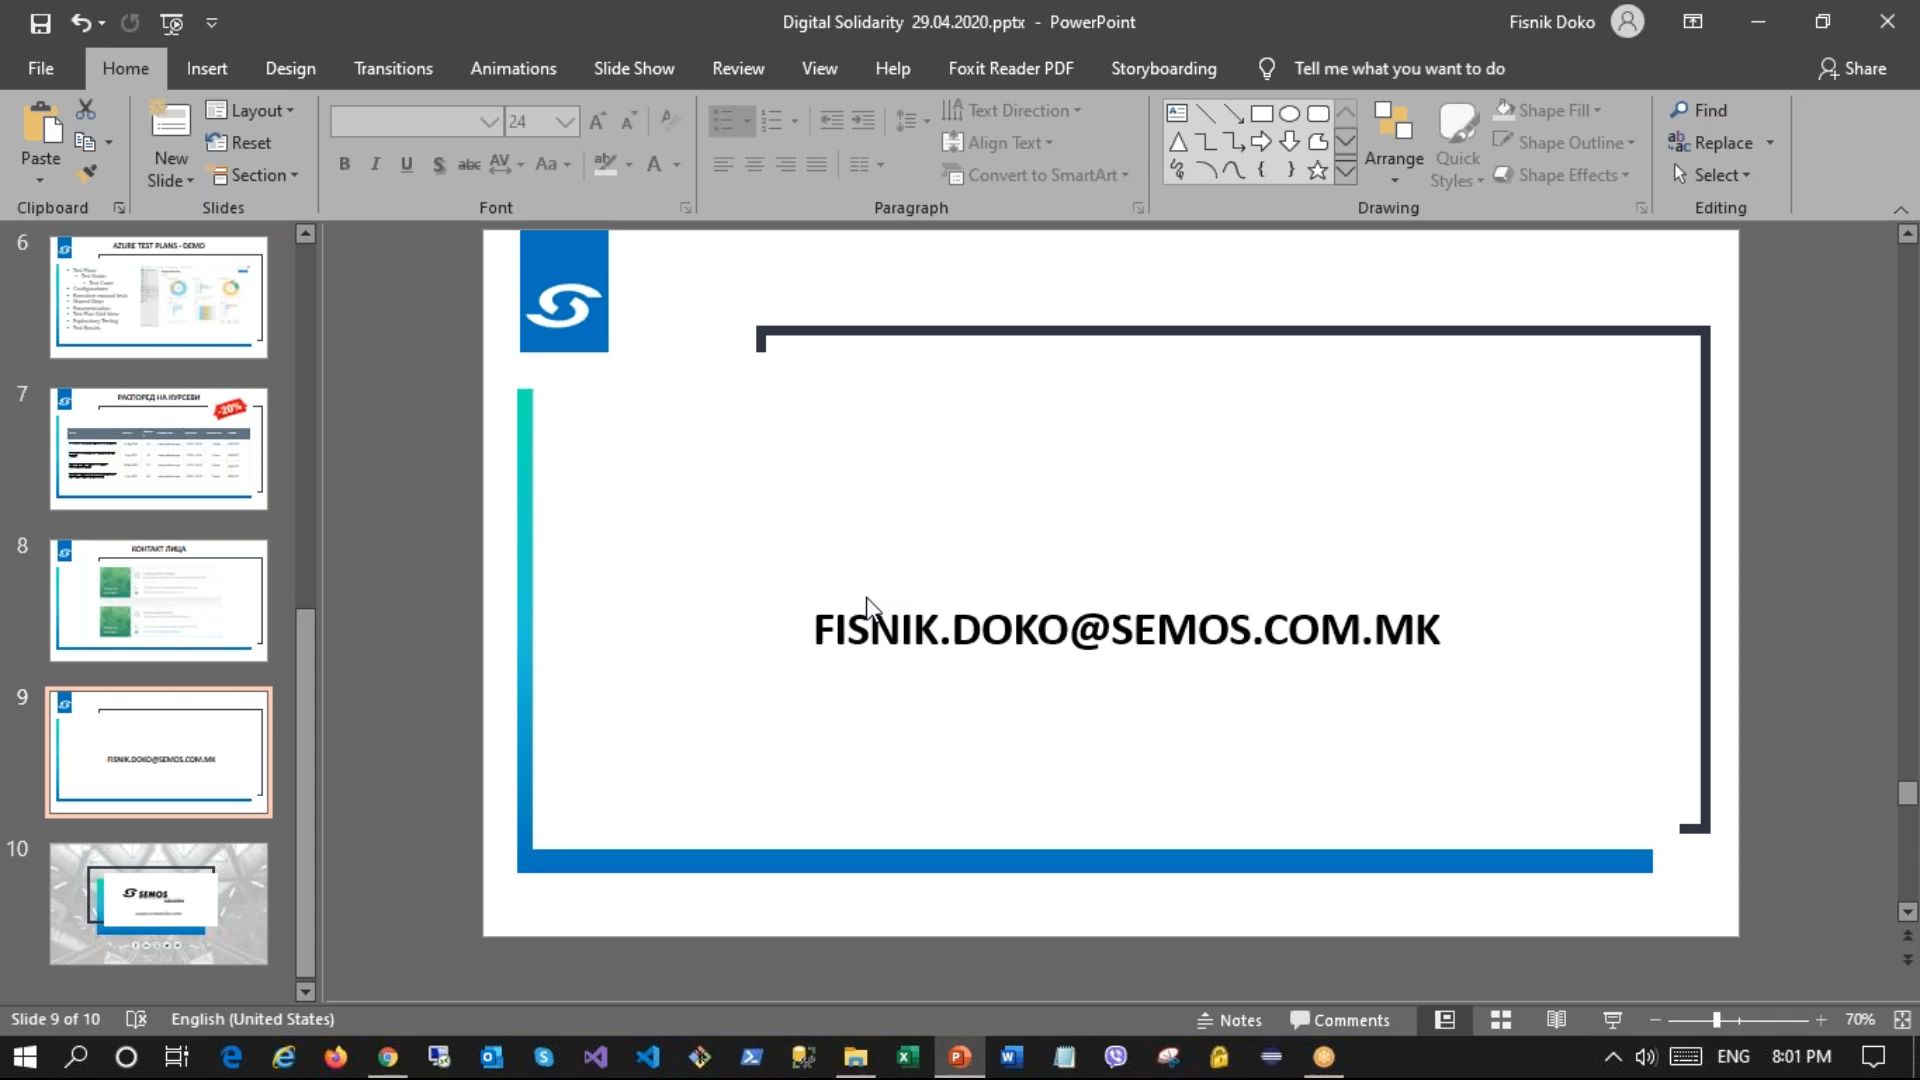 Digital Solidarity 29.04.2020.pptx - PowerPoint
Fisnik Doko
File Home Insert Design Transitions Animations Slide Show Review View Help Foxit Reader PDF Storyboarding Tell me what you want to do Share
Paste
Clipboard
New Slide
Layout
Reset
Section
Slides
24
B I U S abc AV Aa A
Font
Text Direction
Align Text
Convert to SmartArt
Paragraph
Arrange
Quick Styles
Shape Fill
Shape Outline
Shape Effects
Drawing
Find
Replace
Select
Editing
6
AZURE TEST PLANS - DEMO
7
РАСПОРЕД НА КУРСЕВИ
-20%
8
КОНТАКТ ЛИЦА
9
FISNIK.DOKO@SEMOS.COM.MK
10
SEMOS
education
FISNIK.DOKO@SEMOS.COM.MK
Slide 9 of 10 English (United States) Notes Comments 70%
ENG 8:01 PM